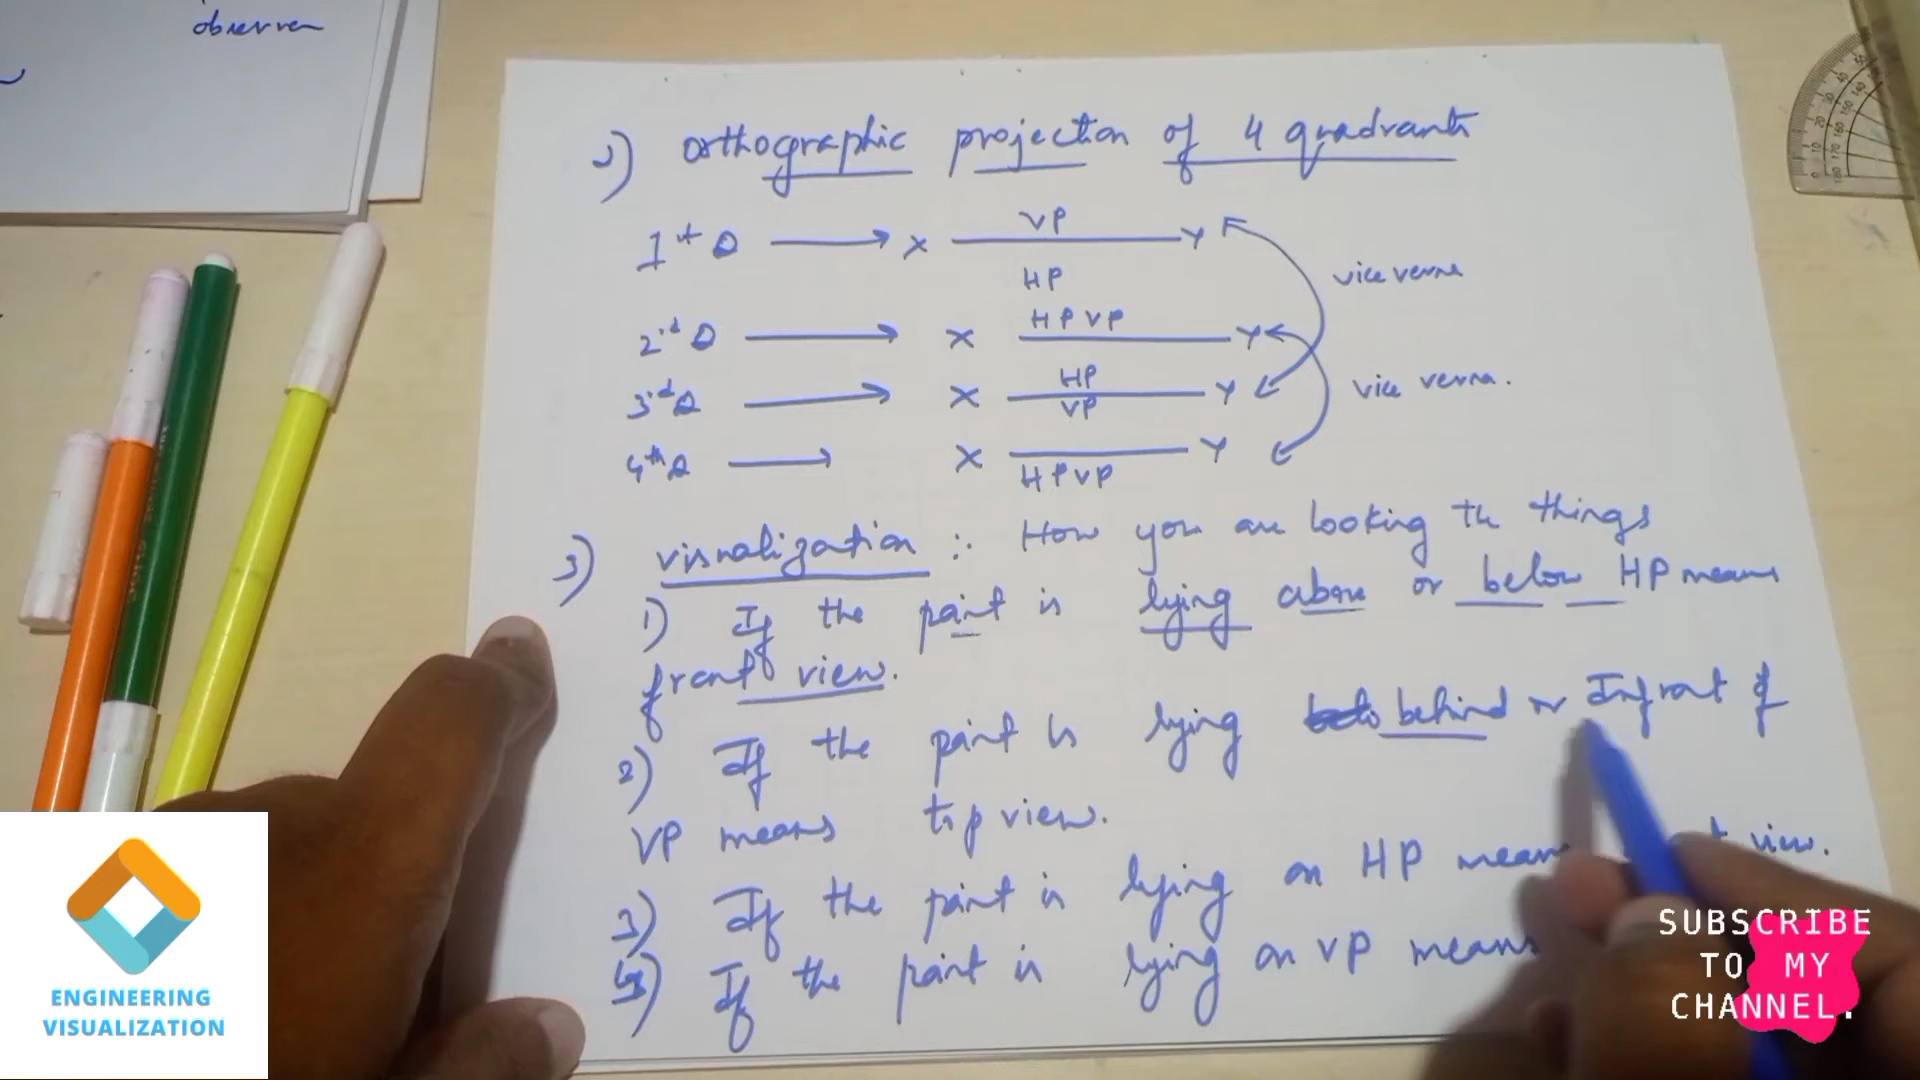 observer
2) orthographic projection of 4 quadrants
1st Q → X VP Y
HP
vice versa
2nd Q → X HP VP Y
3rd Q → X HP Y
VP
vice versa.
4th Q → X Y
HP VP
3) visualization :. How you are looking the things
1) If the point is lying above or below HP means
front view.
2) If the point is lying behind or Infront of
VP means top view.
3) If the point is lying on HP means view.
4) If the point is lying on VP means
ENGINEERING
VISUALIZATION
SUBSCRIBE
TO MY
CHANNEL.